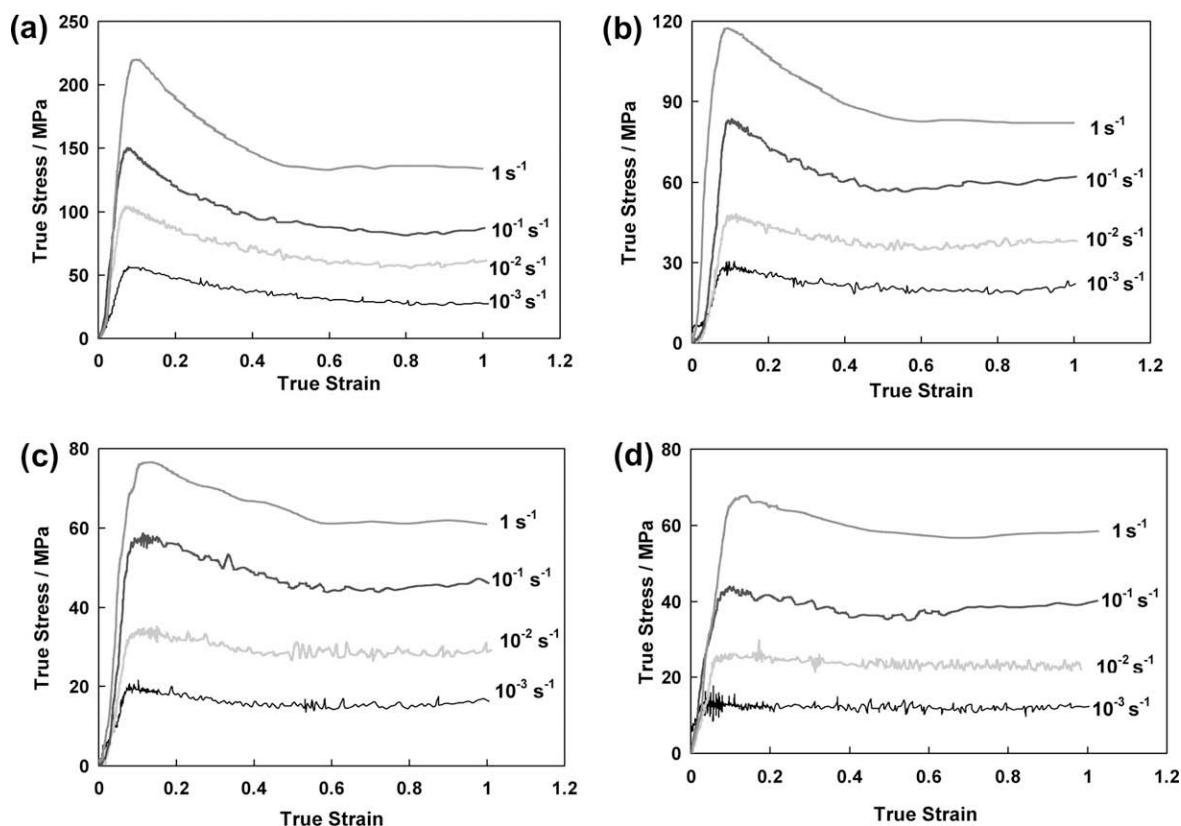 (a)
250
200
150
100
50
0
True Stress / MPa
1 s⁻¹
10⁻¹ s⁻¹
10⁻² s⁻¹
10⁻³ s⁻¹
0 0.2 0.4 0.6 0.8 1 1.2
True Strain
(b)
120
90
60
30
0
True Stress / MPa
1 s⁻¹
10⁻¹ s⁻¹
10⁻² s⁻¹
10⁻³ s⁻¹
0 0.2 0.4 0.6 0.8 1 1.2
True Strain
(c)
80
60
40
20
0
True Stress / MPa
1 s⁻¹
10⁻¹ s⁻¹
10⁻² s⁻¹
10⁻³ s⁻¹
0 0.2 0.4 0.6 0.8 1 1.2
True Strain
(d)
80
60
40
20
0
True Stress / MPa
1 s⁻¹
10⁻¹ s⁻¹
10⁻² s⁻¹
10⁻³ s⁻¹
0 0.2 0.4 0.6 0.8 1 1.2
True Strain